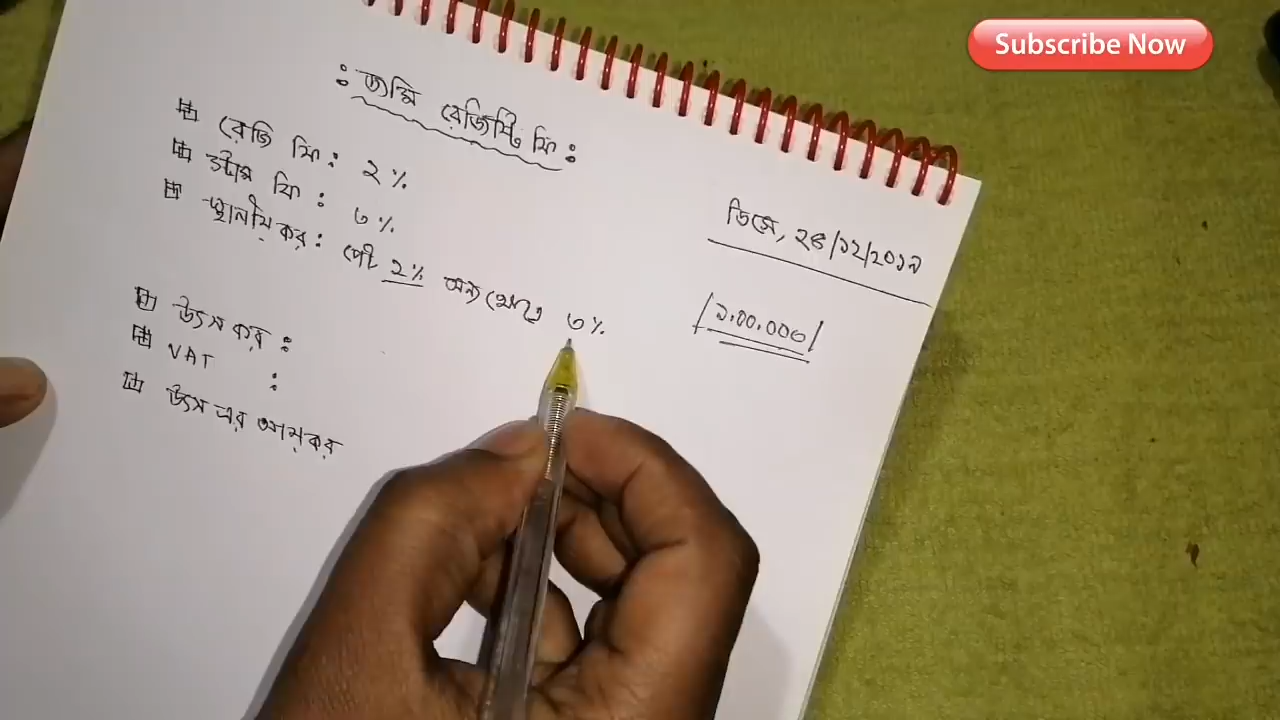 Subscribe Now
: জমি রেজিষ্ট্রি ফি :
রেজি ফি : ২%
স্ট্যাম্প ফি : ৩%
স্থানীয় কর : পৌ ২% অন্যক্ষেত্রে ৩%
উৎস কর :
VAT :
উৎস এর আয়কর
ডিসে, ২৪/১২/২০১৯
১,০০,০০০/